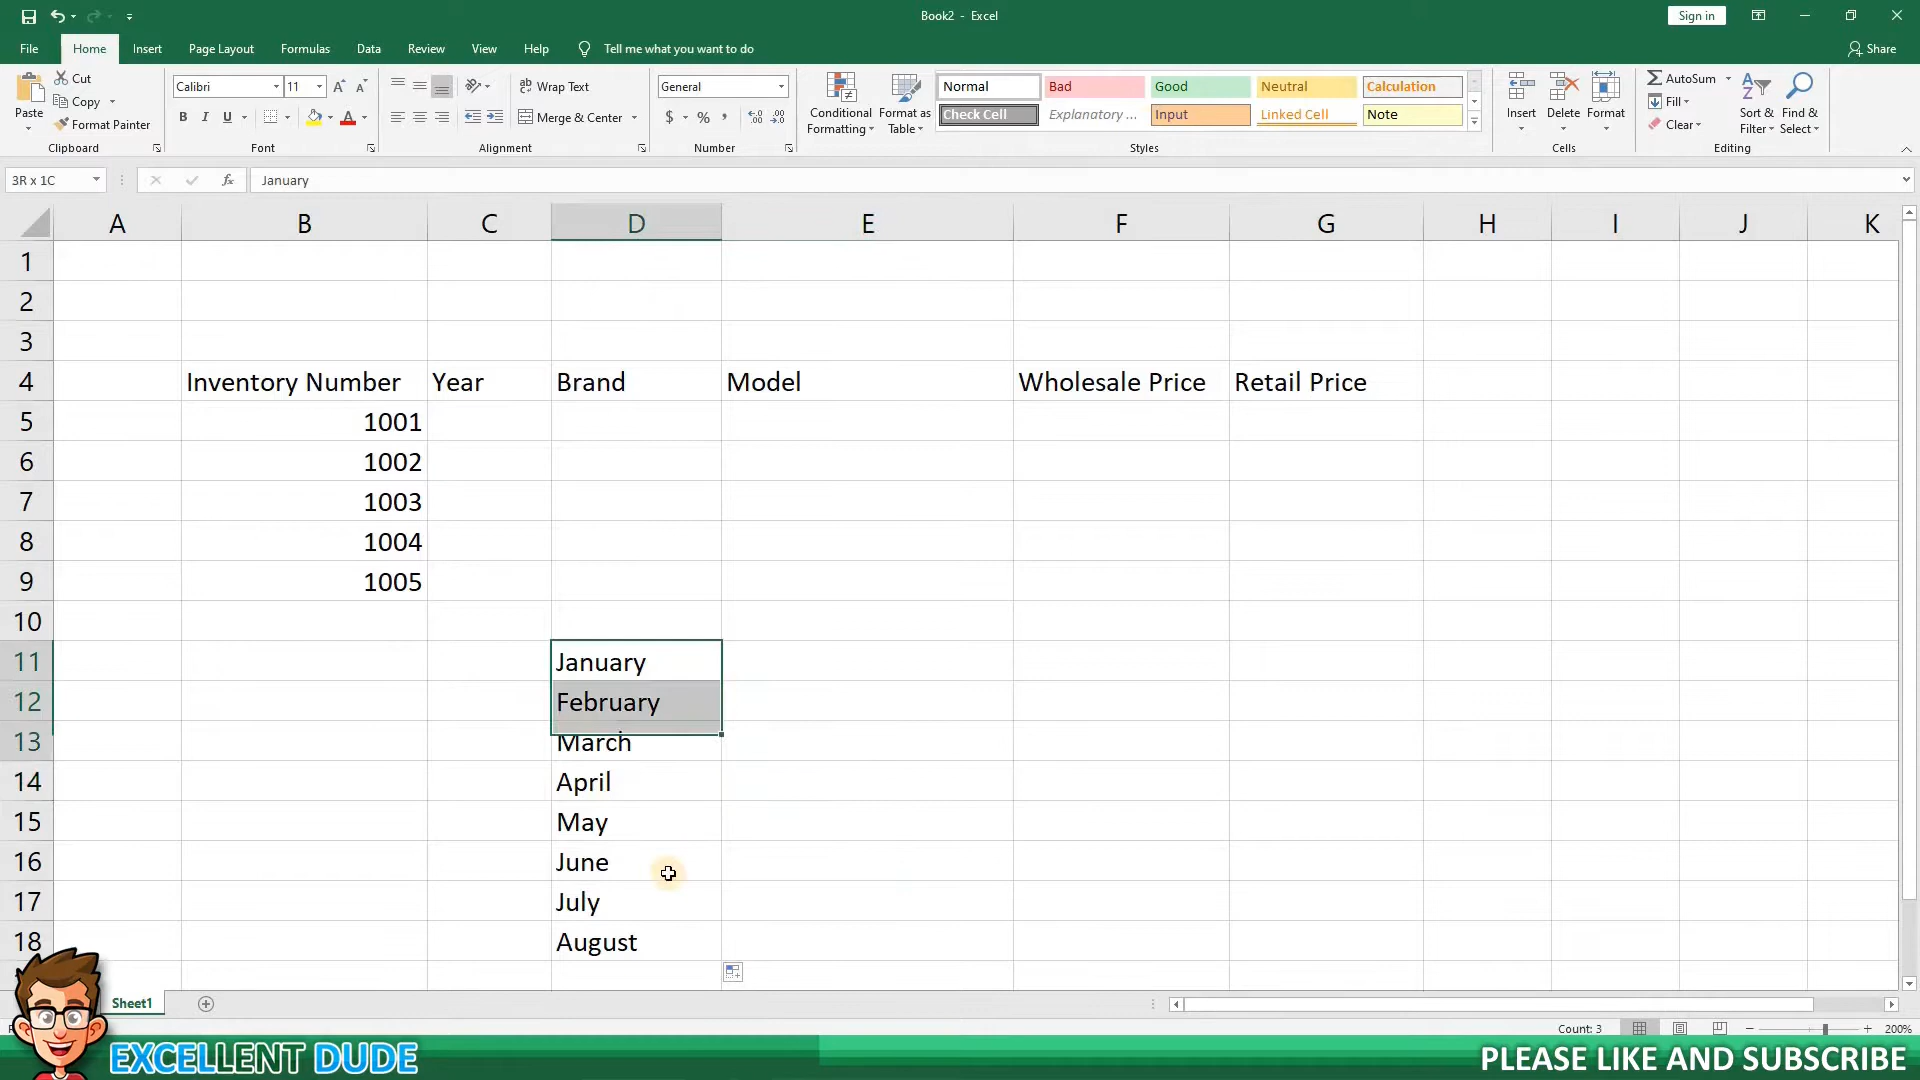 Book2 - Excel
Sign in
File Home Insert Page Layout Formulas Data Review View Help Tell me what you want to do Share
Paste
Cut
Copy
Format Painter
Clipboard
Calibri 11
B I U
Font
Wrap Text
Merge & Center
Alignment
General
$ % ,
Number
Conditional Formatting
Format as Table
Normal Bad Good Neutral Calculation
Check Cell Explanatory ... Input Linked Cell Note
Styles
Insert Delete Format
Cells
AutoSum
Fill
Clear
Sort & Filter
Find & Select
Editing
3R x 1C fx January
A B C D E F G H I J K
1
2
3
4 Inventory Number Year Brand Model Wholesale Price Retail Price
5 1001
6 1002
7 1003
8 1004
9 1005
10
11 January
12 February
13 March
14 April
15 May
16 June
17 July
18 August
Sheet1
Count: 3 200%
EXCELLENT DUDE
PLEASE LIKE AND SUBSCRIBE